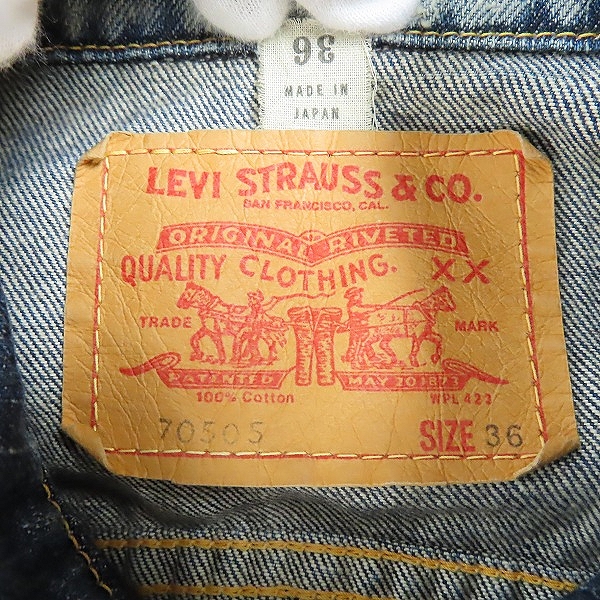 36
MADE IN
JAPAN
LEVI STRAUSS & CO.
SAN FRANCISCO, CAL.
ORIGINAL RIVETED
QUALITY CLOTHING. XX
TRADE MARK
PATENTED MAY 20 1873
100% Cotton WPL 423
70505 SIZE 36